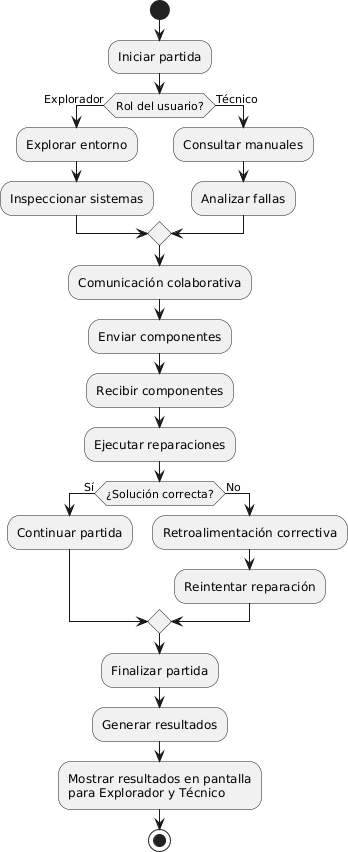 Iniciar partida
Explorador
Rol del usuario?
Técnico
Explorar entorno
Consultar manuales
Inspeccionar sistemas
Analizar fallas
Comunicación colaborativa
Enviar componentes
Recibir componentes
Ejecutar reparaciones
Sí
¿Solución correcta?
No
Continuar partida
Retroalimentación correctiva
Reintentar reparación
Finalizar partida
Generar resultados
Mostrar resultados en pantalla
para Explorador y Técnico